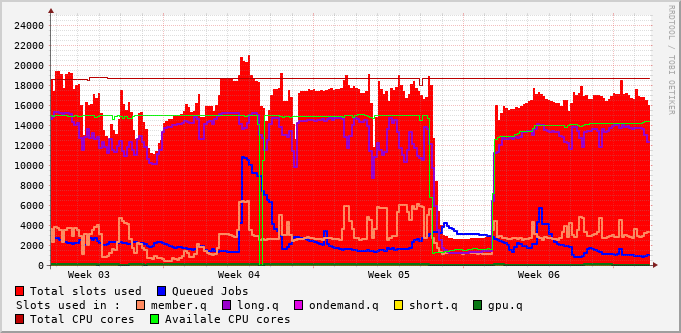 24000
22000
20000
18000
16000
14000
12000
10000
8000
6000
4000
2000
0
Week 03 Week 04 Week 05 Week 06
Total slots used Queued Jobs
Slots used in : member.q long.q ondemand.q short.q gpu.q
Total CPU cores Availale CPU cores
RRDTOOL / TOBI OETIKER